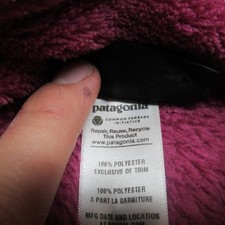 patagonia
COMMON THREADS
INITIATIVE
Repair, Reuse, Recycle
This Product
www.patagonia.com
100% POLYESTER
EXCLUSIVE OF TRIM
100% POLYESTER
A PART LA GARNITURE
MFG DATE AND LOCATION